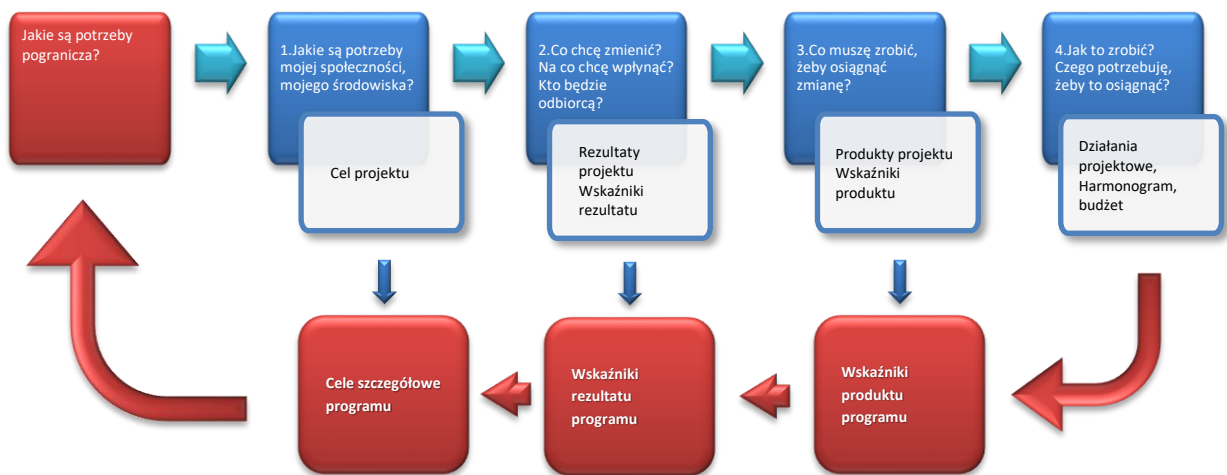 Jakie są potrzeby
pogranicza?
1.Jakie są potrzeby
mojej społeczności,
mojego środowiska?
Cel projektu
2.Co chcę zmienić?
Na co chcę wpłynąć?
Kto będzie
odbiorcą?
Rezultaty
projektu
Wskaźniki
rezultatu
3.Co muszę zrobić,
żeby osiągnąć
zmianę?
Produkty projektu
Wskaźniki
produktu
4.Jak to zrobić?
Czego potrzebuję,
żeby to osiągnąć?
Działania
projektowe,
Harmonogram,
budżet
Cele szczegółowe
programu
Wskaźniki
rezultatu
programu
Wskaźniki
produktu
programu